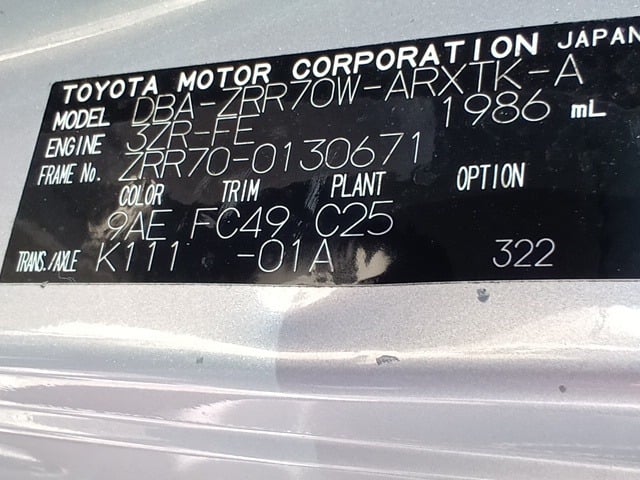 TOYOTA MOTOR CORPORATION JAPAN
MODEL DBA-ZRR70W-ARXTK-A
ENGINE 3ZR-FE 1986 mL
FRAME No. ZRR70-0130671
COLOR TRIM PLANT OPTION
9AE FC49 C25
TRANS./AXLE K111 -01A 322